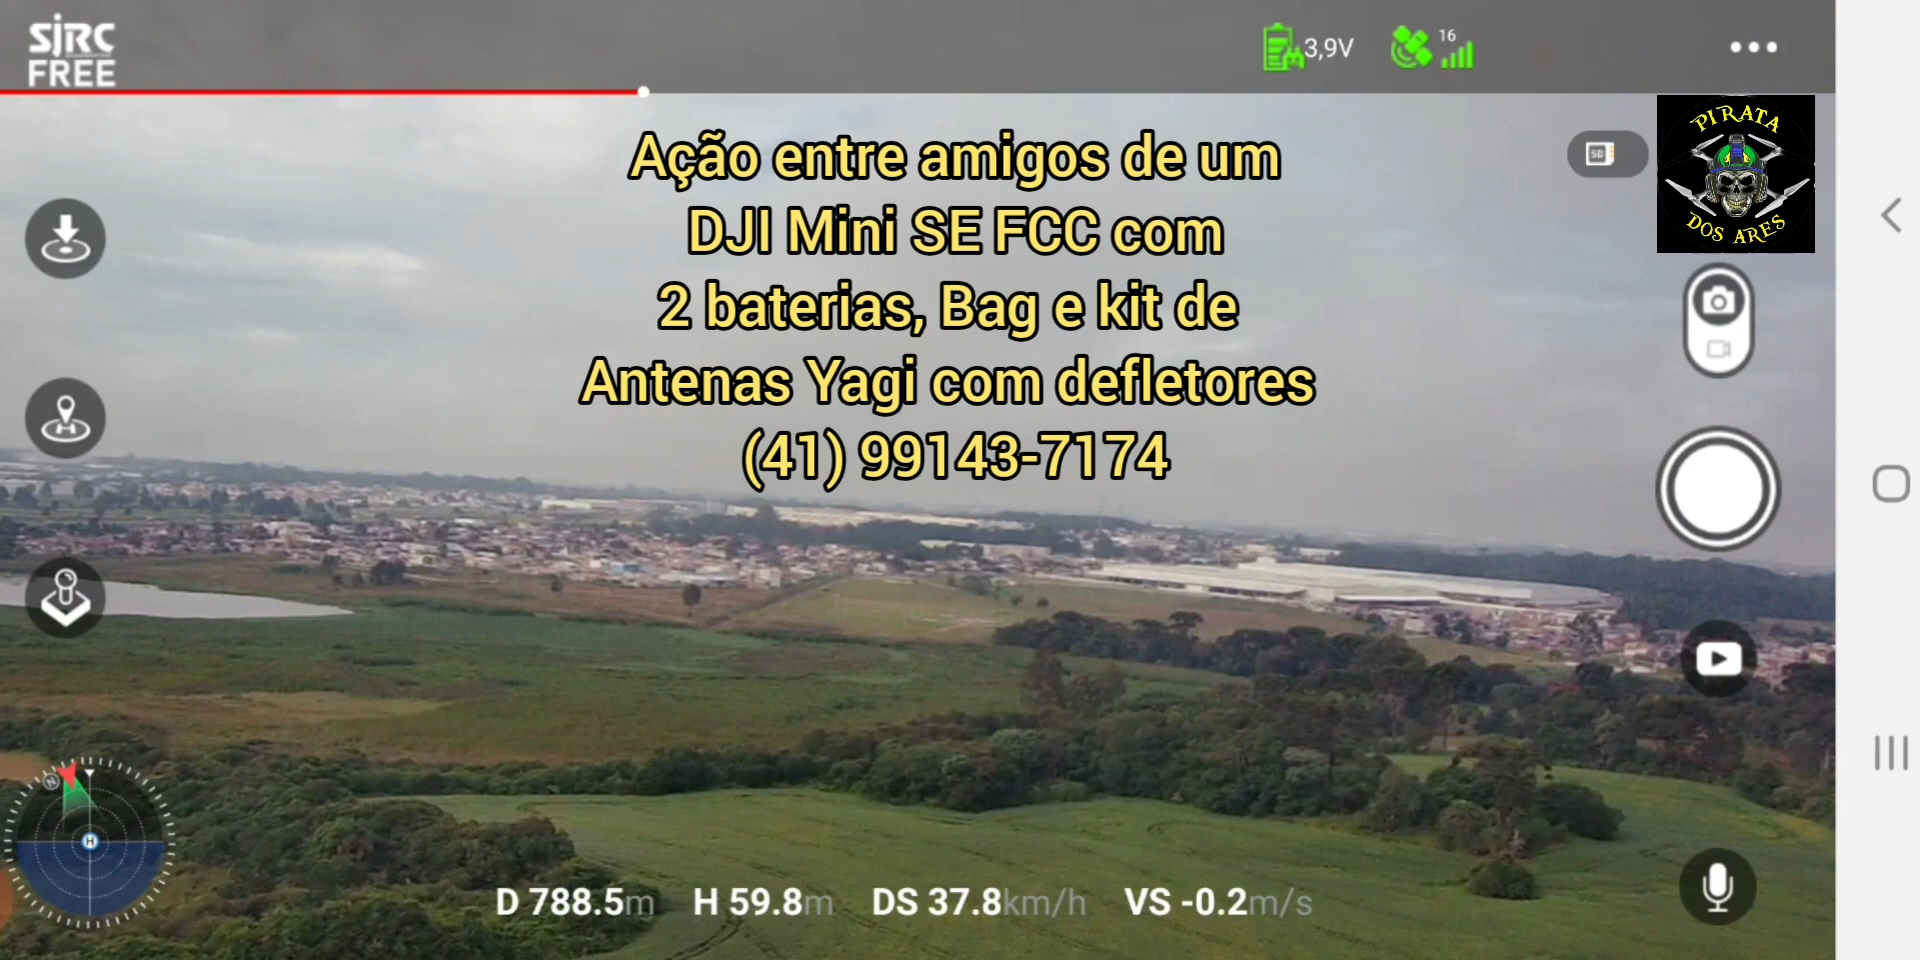 SJRC
FREE
3,9V
16
PIRATA
DOS ARES
SD
Ação entre amigos de um
DJI Mini SE FCC com
2 baterias, Bag e kit de
Antenas Yagi com defletores
(41) 99143-7174
N
H
D 788.5m H 59.8m DS 37.8km/h VS -0.2m/s